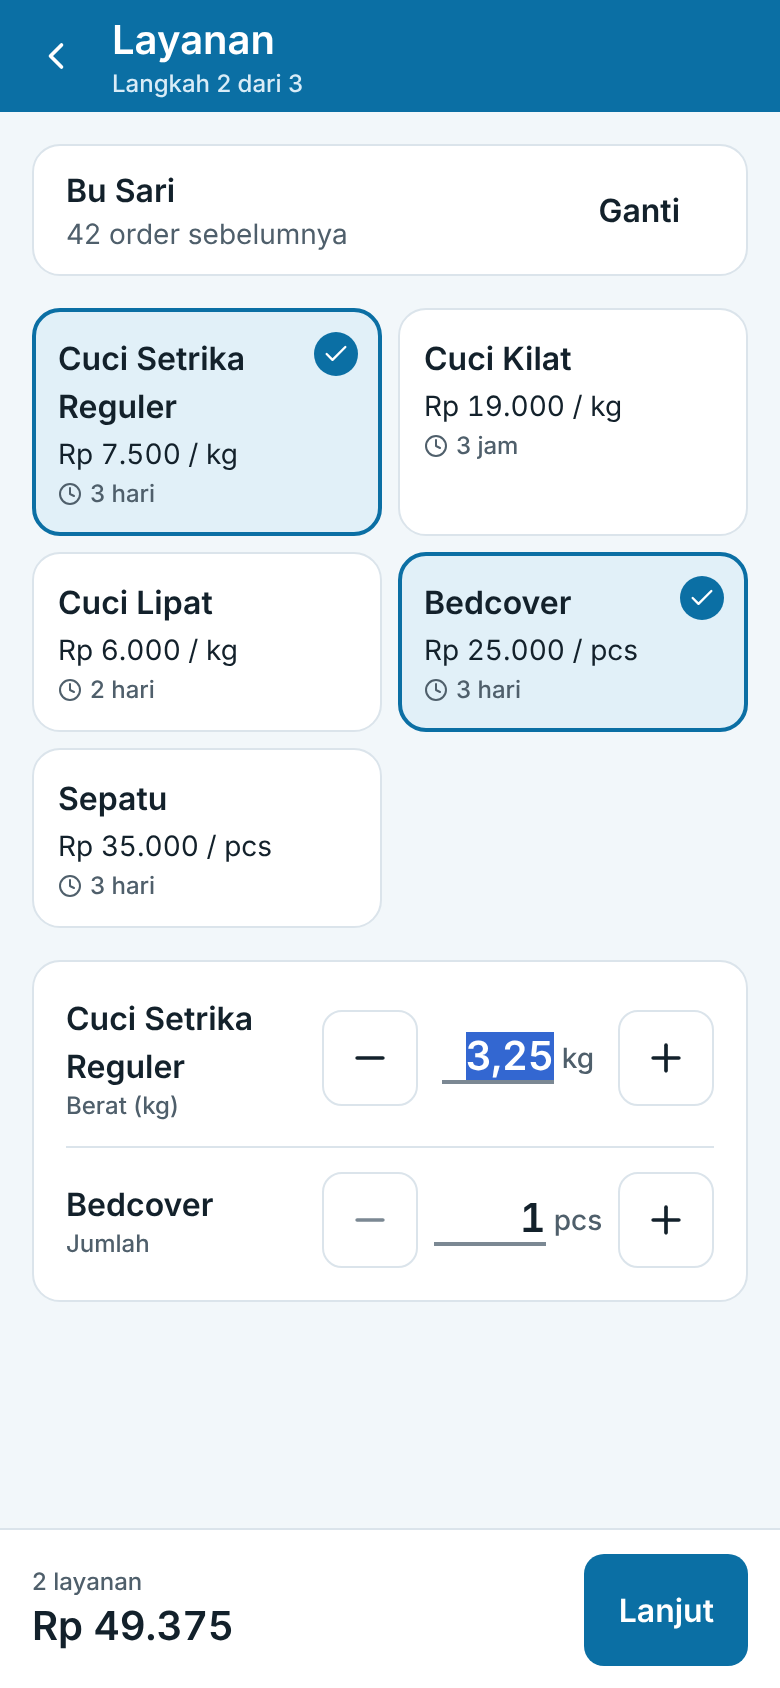 Layanan
Langkah 2 dari 3
Bu Sari
42 order sebelumnya
Ganti
Cuci Setrika
Reguler
Rp 7.500 / kg
3 hari
Cuci Kilat
Rp 19.000 / kg
3 jam
Cuci Lipat
Rp 6.000 / kg
2 hari
Bedcover
Rp 25.000 / pcs
3 hari
Sepatu
Rp 35.000 / pcs
3 hari
Cuci Setrika
Reguler
Berat (kg)
3,25 kg
Bedcover
Jumlah
1 pcs
2 layanan
Rp 49.375
Lanjut